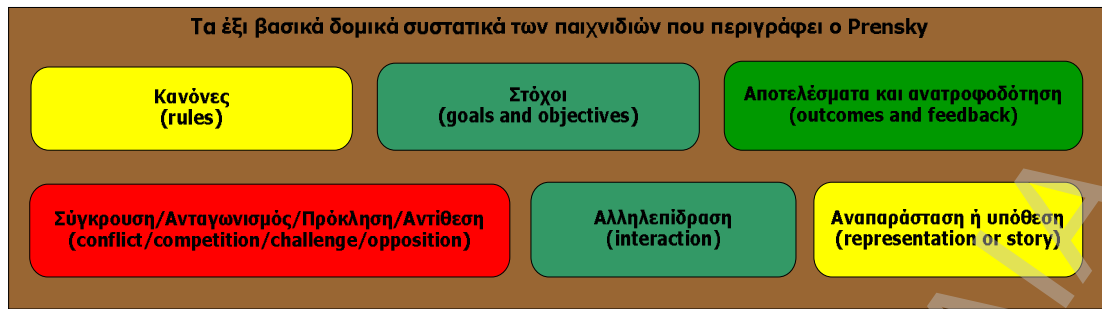 Τα έξι βασικά δομικά συστατικά των παιχνιδιών που περιγράφει ο Prensky
Κανόνες
(rules)
Στόχοι
(goals and objectives)
Αποτελέσματα και ανατροφοδότηση
(outcomes and feedback)
Σύγκρουση/Ανταγωνισμός/Πρόκληση/Αντίθεση
(conflict/competition/challenge/opposition)
Αλληλεπίδραση
(interaction)
Αναπαράσταση ή υπόθεση
(representation or story)